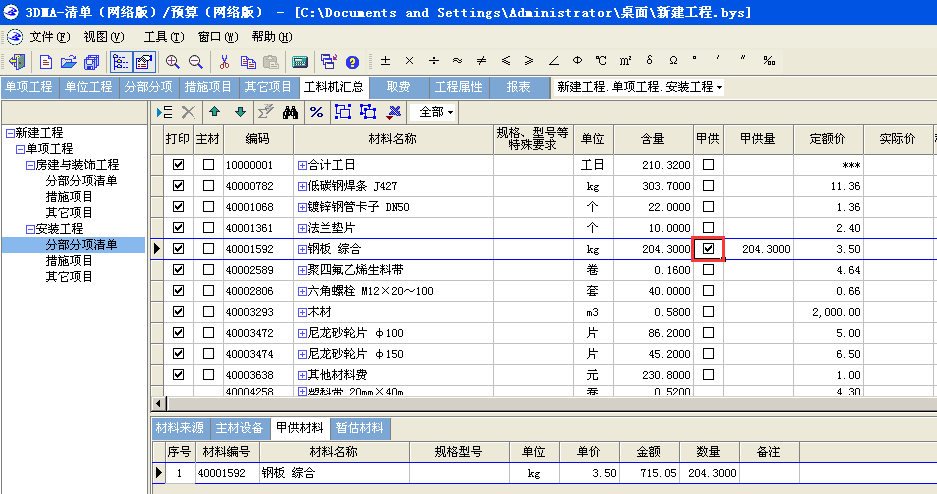 3DMA-清单（网络版）/预算（网络版） - [C:\Documents and Settings\Administrator\桌面\新建工程.bys]
文件(F) 视图(V) 工具(T) 窗口(W) 帮助(H)
± × ÷ ≈ ≠ ≤ ≥ ∠ Φ ℃ m² δ Ω ° ′ ″ ‰
单项工程 单位工程 分部分项 措施项目 其它项目 工料机汇总 取费 工程属性 报表 新建工程.单项工程.安装工程
% 全部
新建工程
单项工程
房建与装饰工程
分部分项清单
措施项目
其它项目
安装工程
分部分项清单
措施项目
其它项目
打印 主材 编码 材料名称 规格、型号等特殊要求 单位 含量 甲供 甲供量 定额价 实际价
10000001 合计工日 工日 210.3200 ***
40000782 低碳钢焊条 J427 kg 303.7000 11.36
40001068 镀锌钢管卡子 DN50 个 22.0000 1.36
40001361 法兰垫片 个 10.0000 2.40
40001592 钢板 综合 kg 204.3000 204.3000 3.50
40002589 聚四氟乙烯生料带 卷 0.1600 4.64
40002806 六角螺栓 M12×20～100 套 40.0000 0.66
40003293 木材 m3 0.5800 2,000.00
40003472 尼龙砂轮片 φ100 片 86.2000 5.00
40003474 尼龙砂轮片 φ150 片 45.2000 6.50
40003638 其他材料费 元 230.8000 1.00
40004258 塑料带 20mm×40m 卷 0.5200 4.30
材料来源 主材设备 甲供材料 暂估材料
序号 材料编号 材料名称 规格型号 单位 单价 金额 数量 备注
1 40001592 钢板 综合 kg 3.50 715.05 204.3000